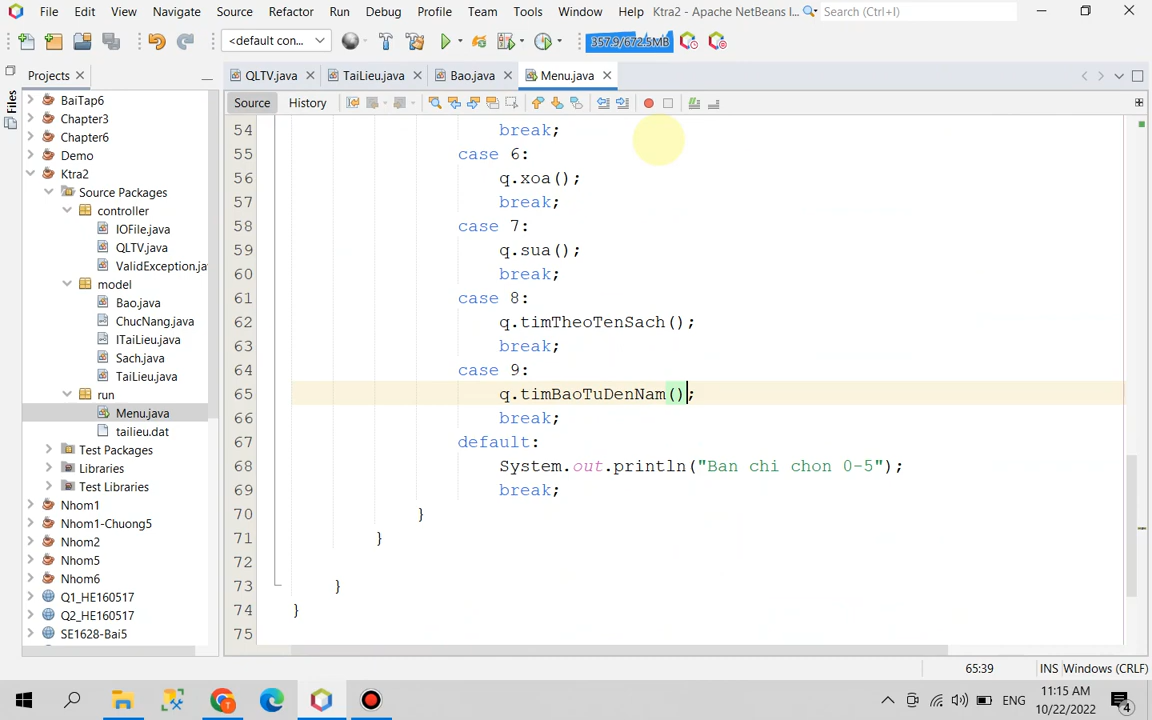 File Edit View Navigate Source Refactor Run Debug Profile Team Tools Window Help Ktra2 - Apache NetBeans I... Search (Ctrl+I)
<default con... 357.9/672.5MB
Projects QLTV.java TaiLieu.java Bao.java Menu.java
Files
Source History
BaiTap6
Chapter3
Chapter6
Demo
Ktra2
Source Packages
controller
IOFile.java
QLTV.java
ValidException.java
model
Bao.java
ChucNang.java
ITaiLieu.java
Sach.java
TaiLieu.java
run
Menu.java
tailieu.dat
Test Packages
Libraries
Test Libraries
Nhom1
Nhom1-Chuong5
Nhom2
Nhom5
Nhom6
Q1_HE160517
Q2_HE160517
SE1628-Bai5
54 break;
55 case 6:
56 q.xoa();
57 break;
58 case 7:
59 q.sua();
60 break;
61 case 8:
62 q.timTheoTenSach();
63 break;
64 case 9:
65 q.timBaoTuDenNam();
66 break;
67 default:
68 System.out.println("Ban chi chon 0-5");
69 break;
70 }
71 }
72
73 }
74 }
75
65:39 INS Windows (CRLF)
ENG 11:15 AM
10/22/2022 4